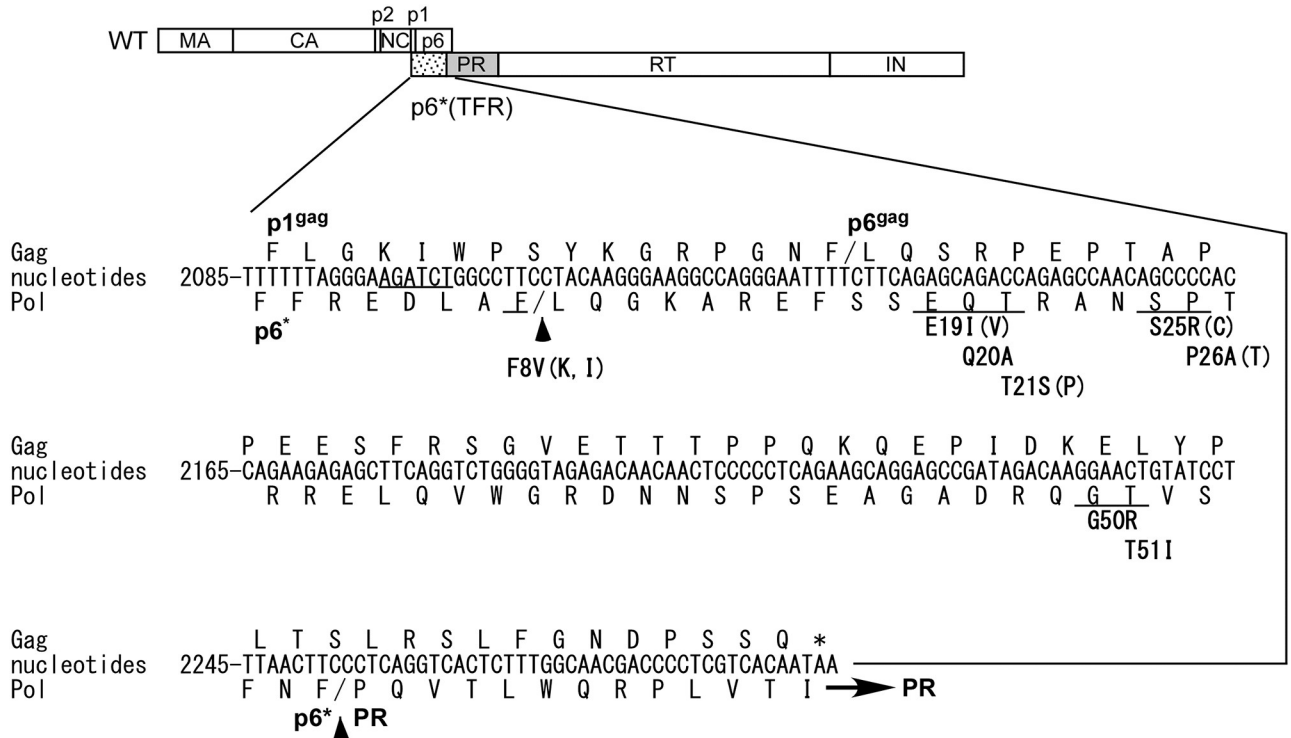 p2 p1
WT MA CA NC p6
PR RT IN
p6*(TFR)
p1gag p6gag
Gag F L G K I W P S Y K G R P G N F/L Q S R P E P T A P
nucleotides 2085-TTTTTTAGGGAAGATCTGGCCTTCCTACAAGGGAAGGCCAGGGAATTTTCTTCAGAGCAGACCAGAGCCAACAGCCCCAC
Pol F F R E D L A F/L Q G K A R E F S S E Q T R A N S P T
p6* E19I(V) S25R(C)
F8V(K, I) Q20A P26A(T)
T21S(P)
Gag P E E S F R S G V E T T T P P Q K Q E P I D K E L Y P
nucleotides 2165-CAGAAGAGAGCTTCAGGTCTGGGGTAGAGACAACAACTCCCCCTCAGAAGCAGGAGCCGATAGACAAGGAACTGTATCCT
Pol R R E L Q V W G R D N N S P S E A G A D R Q G T V S
G50R
T51I
Gag L T S L R S L F G N D P S S Q *
nucleotides 2245-TTAACTTCCCTCAGGTCACTCTTTGGCAACGACCCCTCGTCACAATAA
Pol F N F/P Q V T L W Q R P L V T I PR
p6* PR